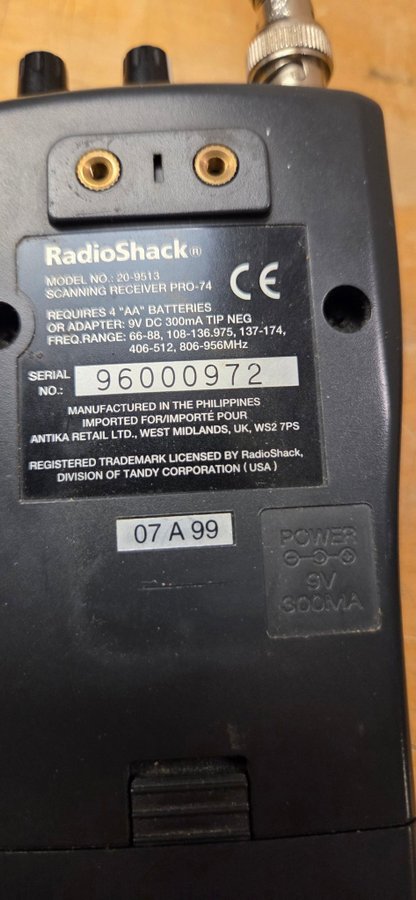 RadioShack®
MODEL NO.: 20-9513
SCANNING RECEIVER PRO-74
CE
REQUIRES 4 "AA" BATTERIES
OR ADAPTER: 9V DC 300mA TIP NEG
FREQ.RANGE: 66-88, 108-136.975, 137-174,
406-512, 806-956MHz
SERIAL NO.: 96000972
MANUFACTURED IN THE PHILIPPINES
IMPORTED FOR/IMPORTÉ POUR
ANTIKA RETAIL LTD., WEST MIDLANDS, UK, WS2 7PS
REGISTERED TRADEMARK LICENSED BY RadioShack,
DIVISION OF TANDY CORPORATION (USA)
07 A 99
POWER
9V
300MA